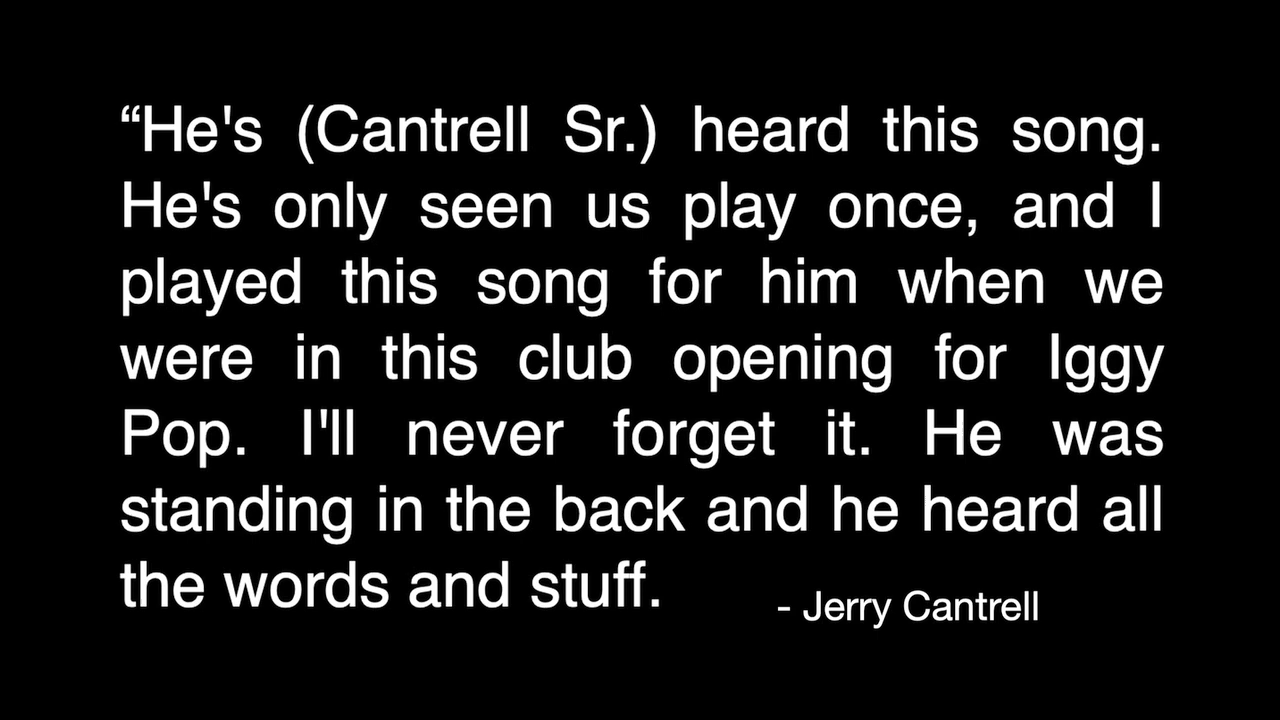 “He's (Cantrell Sr.) heard this song.
He's only seen us play once, and I
played this song for him when we
were in this club opening for Iggy
Pop. I'll never forget it. He was
standing in the back and he heard all
the words and stuff.
- Jerry Cantrell